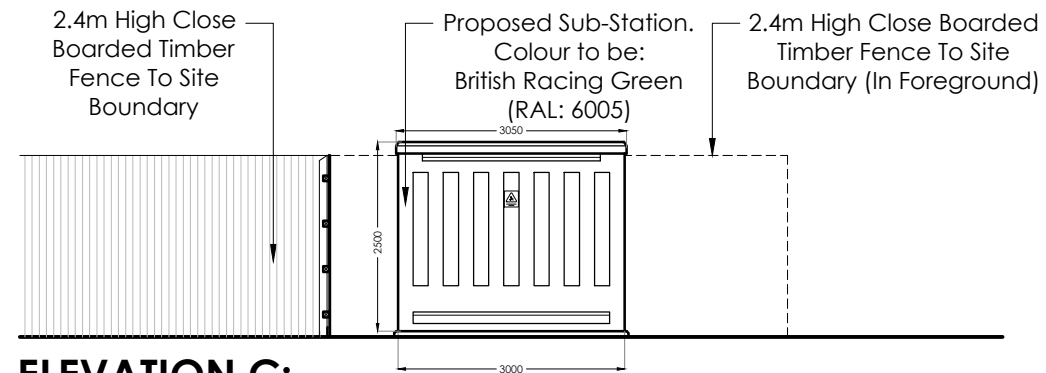 2.4m High Close
Boarded Timber
Fence To Site
Boundary
Proposed Sub-Station.
Colour to be:
British Racing Green
(RAL: 6005)
2.4m High Close Boarded
Timber Fence To Site
Boundary (In Foreground)
3050
2500
3000
ELEVATION C: